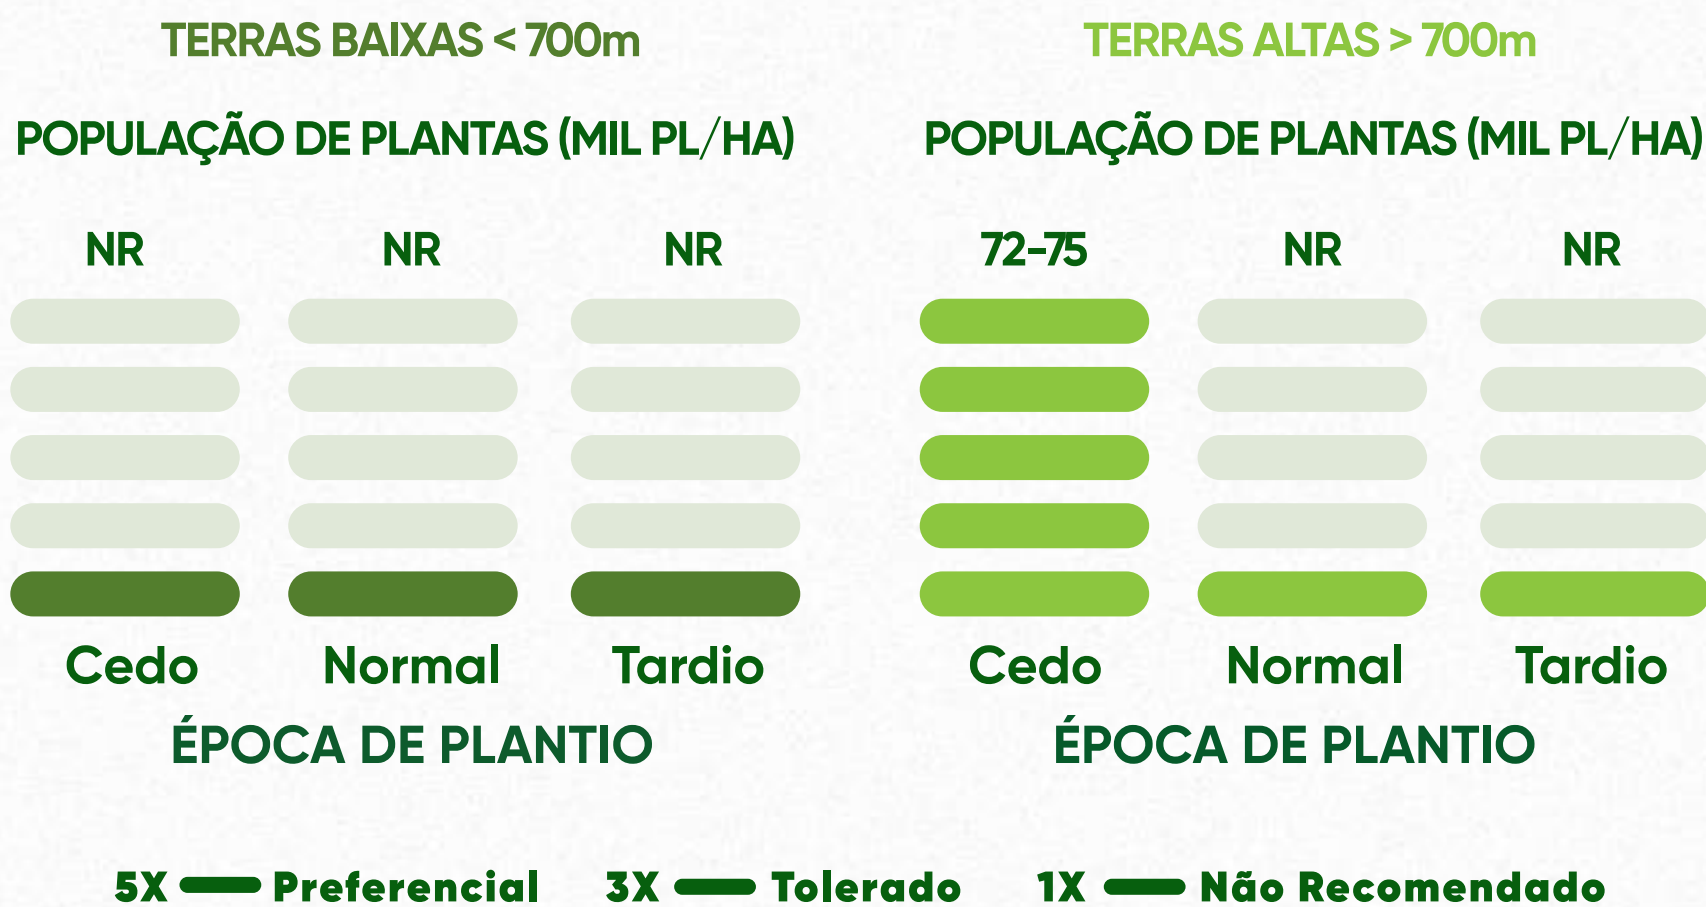 TERRAS BAIXAS < 700m
POPULAÇÃO DE PLANTAS (MIL PL/HA)
NR NR NR
Cedo Normal Tardio
ÉPOCA DE PLANTIO
TERRAS ALTAS > 700m
POPULAÇÃO DE PLANTAS (MIL PL/HA)
72-75 NR NR
Cedo Normal Tardio
ÉPOCA DE PLANTIO
5X Preferencial 3X Tolerado 1X Não Recomendado